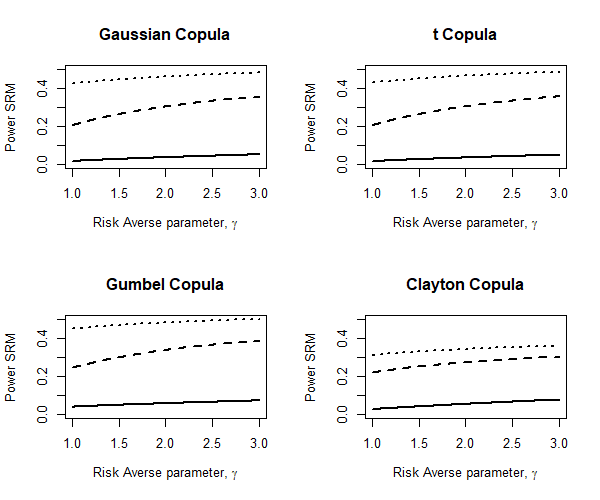 Gaussian Copula
Power SRM
0.0 0.2 0.4
1.0 1.5 2.0 2.5 3.0
Risk Averse parameter, γ
t Copula
Power SRM
0.0 0.2 0.4
1.0 1.5 2.0 2.5 3.0
Risk Averse parameter, γ
Gumbel Copula
Power SRM
0.0 0.2 0.4
1.0 1.5 2.0 2.5 3.0
Risk Averse parameter, γ
Clayton Copula
Power SRM
0.0 0.2 0.4
1.0 1.5 2.0 2.5 3.0
Risk Averse parameter, γ